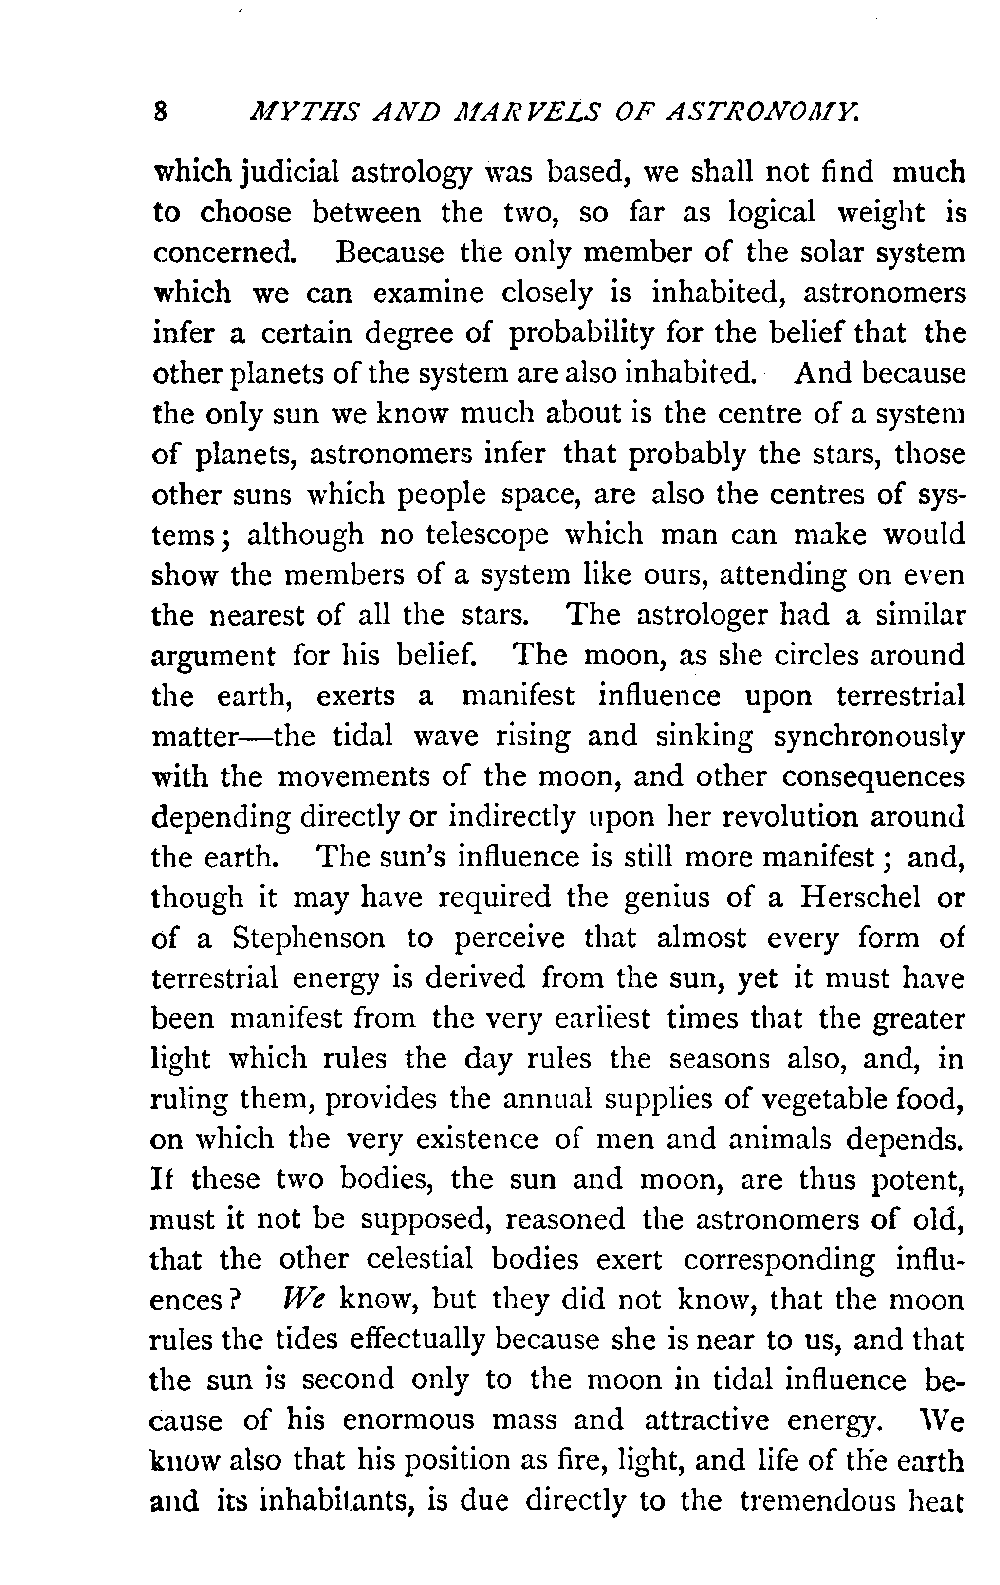 8 MYTHS AND MARVELS OF ASTRONOMY.
which judicial astrology was based, we shall not find much
to choose between the two, so far as logical weight is
concerned. Because the only member of the solar system
which we can examine closely is inhabited, astronomers
infer a certain degree of probability for the belief that the
other planets of the system are also inhabited. And because
the only sun we know much about is the centre of a system
of planets, astronomers infer that probably the stars, those
other suns which people space, are also the centres of sys-
tems; although no telescope which man can make would
show the members of a system like ours, attending on even
the nearest of all the stars. The astrologer had a similar
argument for his belief. The moon, as she circles around
the earth, exerts a manifest influence upon terrestrial
matter—the tidal wave rising and sinking synchronously
with the movements of the moon, and other consequences
depending directly or indirectly upon her revolution around
the earth. The sun's influence is still more manifest; and,
though it may have required the genius of a Herschel or
of a Stephenson to perceive that almost every form of
terrestrial energy is derived from the sun, yet it must have
been manifest from the very earliest times that the greater
light which rules the day rules the seasons also, and, in
ruling them, provides the annual supplies of vegetable food,
on which the very existence of men and animals depends.
If these two bodies, the sun and moon, are thus potent,
must it not be supposed, reasoned the astronomers of old,
that the other celestial bodies exert corresponding influ-
ences? We know, but they did not know, that the moon
rules the tides effectually because she is near to us, and that
the sun is second only to the moon in tidal influence be-
cause of his enormous mass and attractive energy. We
know also that his position as fire, light, and life of the earth
and its inhabitants, is due directly to the tremendous heat